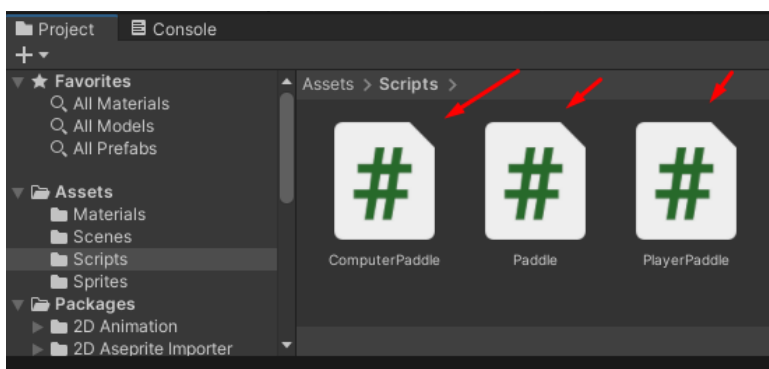 Project
Console
Favorites
All Materials
All Models
All Prefabs
Assets
Materials
Scenes
Scripts
Sprites
Packages
2D Animation
2D Aseprite Importer
Assets > Scripts >
#
#
#
ComputerPaddle
Paddle
PlayerPaddle